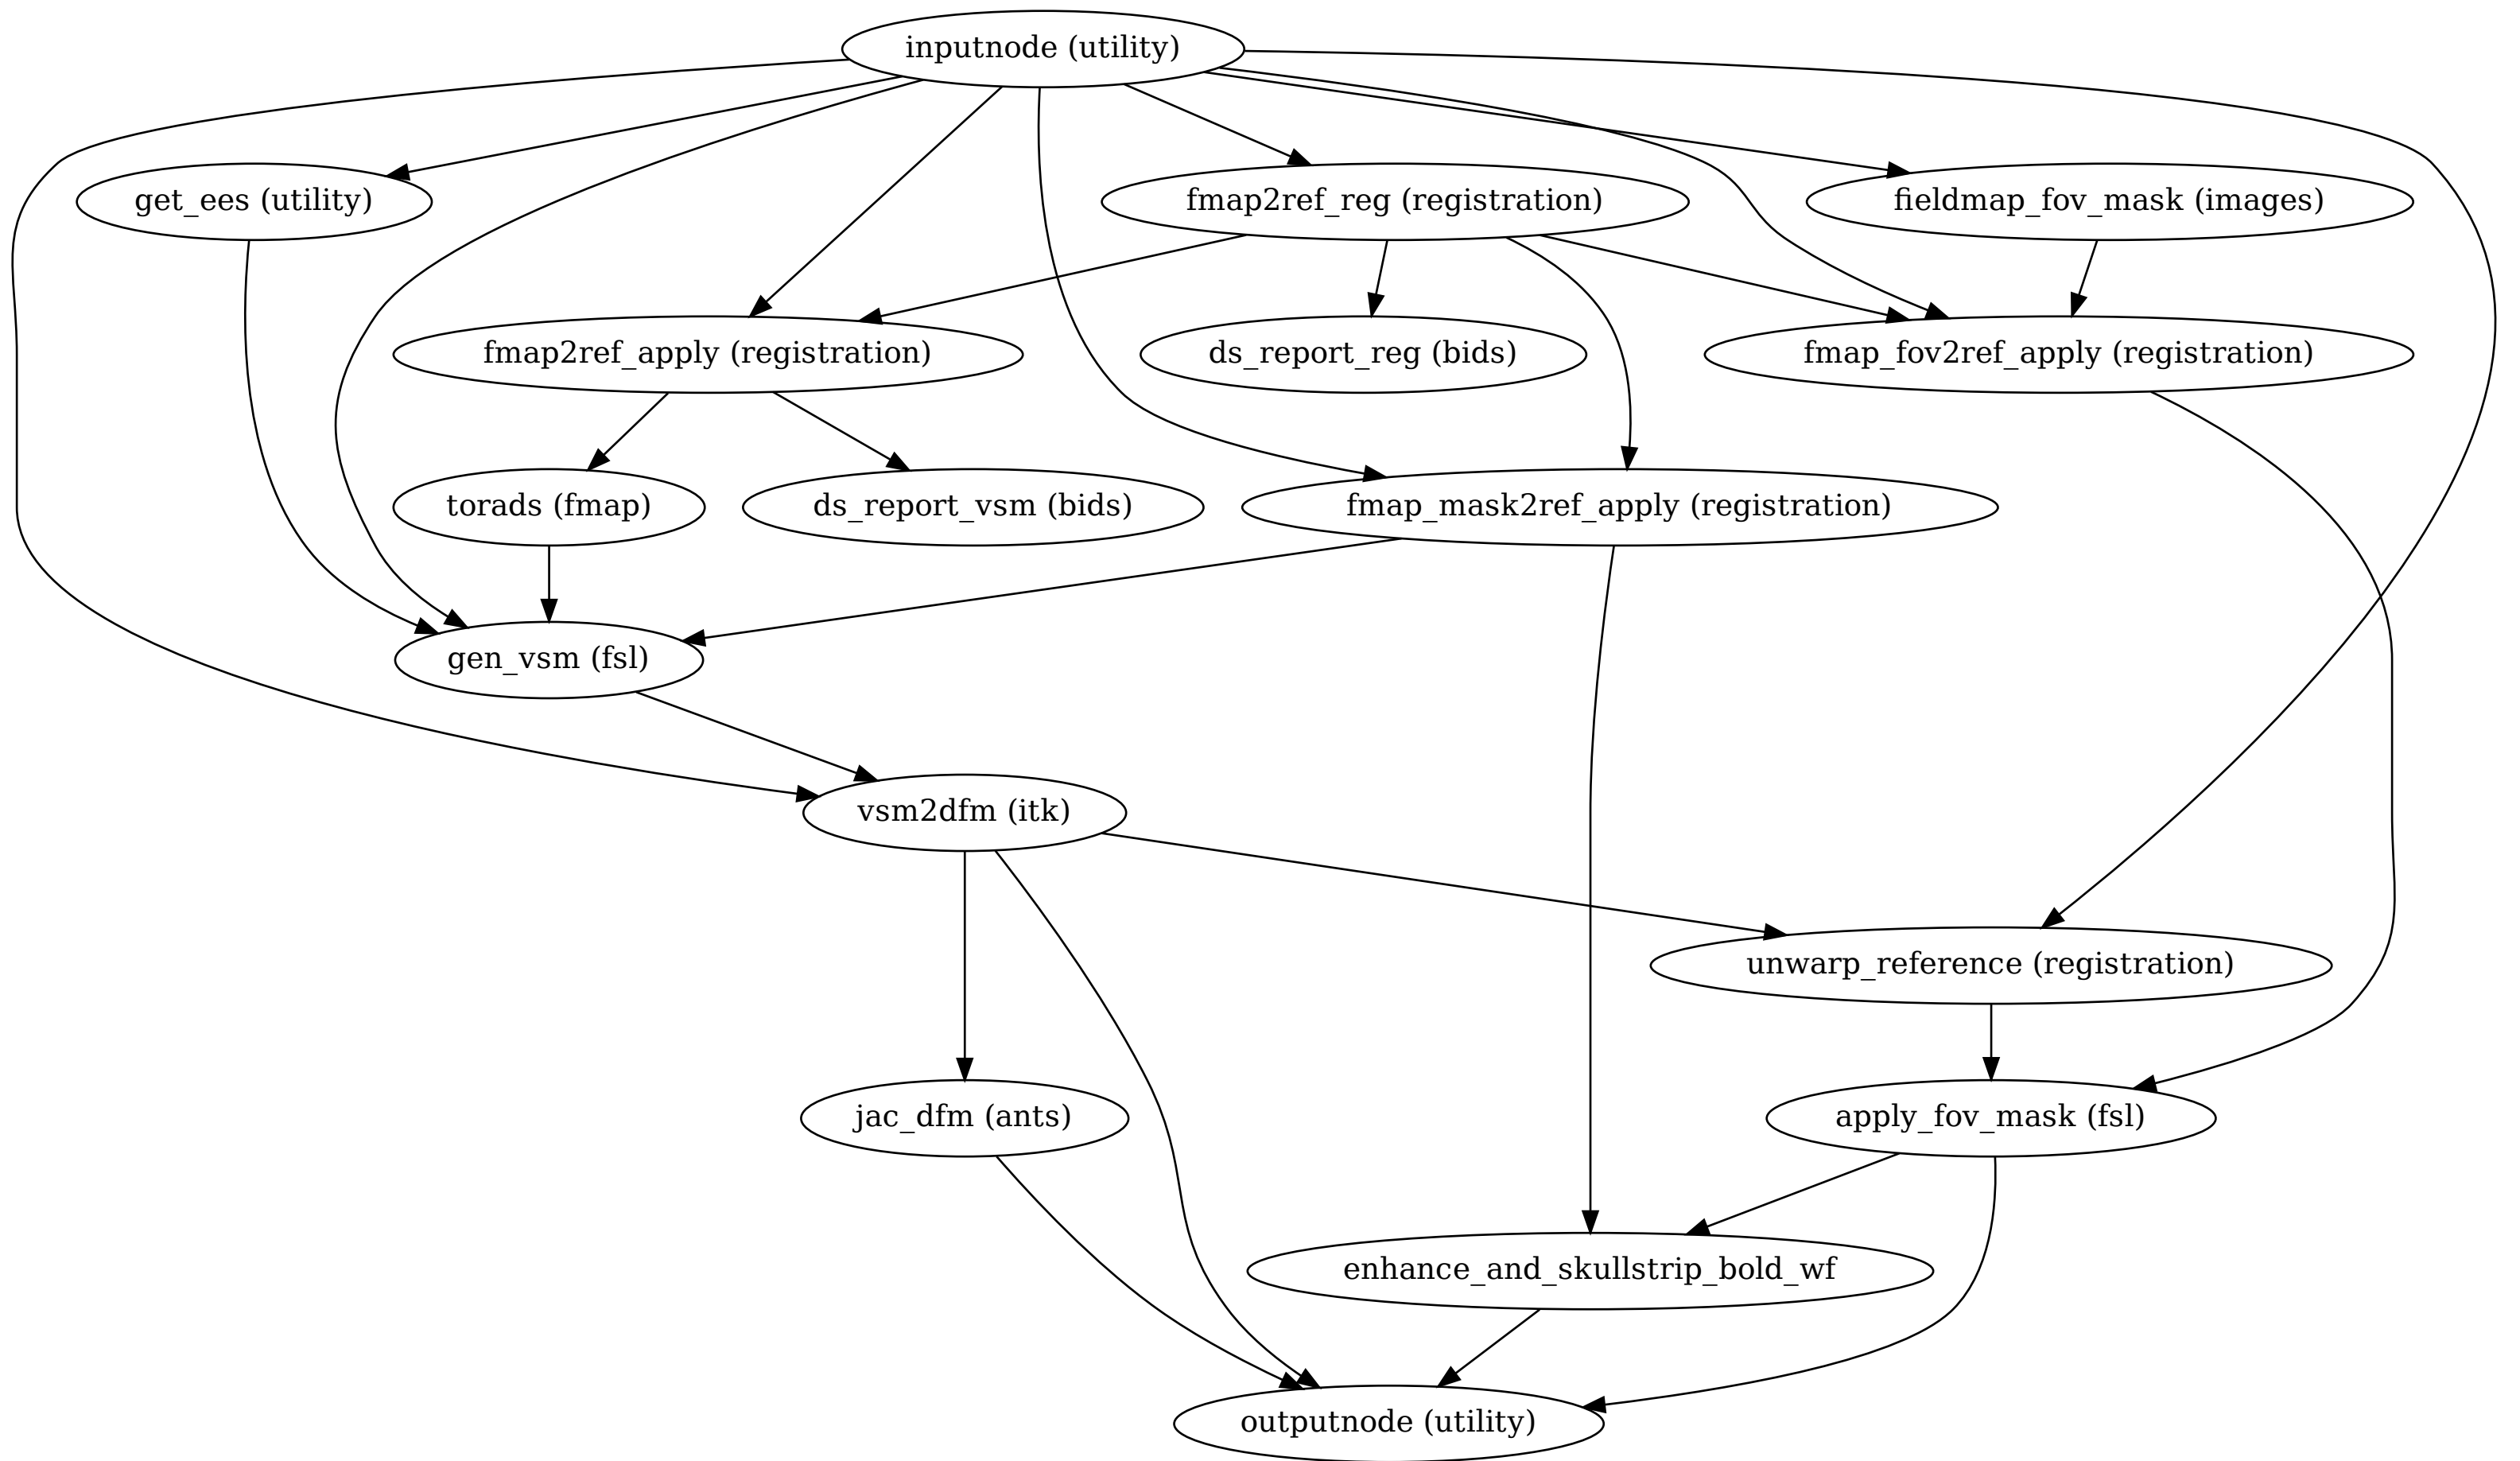 inputnode (utility)
get_ees (utility)
fmap2ref_reg (registration)
fieldmap_fov_mask (images)
fmap2ref_apply (registration)
ds_report_reg (bids)
fmap_fov2ref_apply (registration)
torads (fmap)
ds_report_vsm (bids)
fmap_mask2ref_apply (registration)
gen_vsm (fsl)
vsm2dfm (itk)
unwarp_reference (registration)
jac_dfm (ants)
apply_fov_mask (fsl)
enhance_and_skullstrip_bold_wf
outputnode (utility)